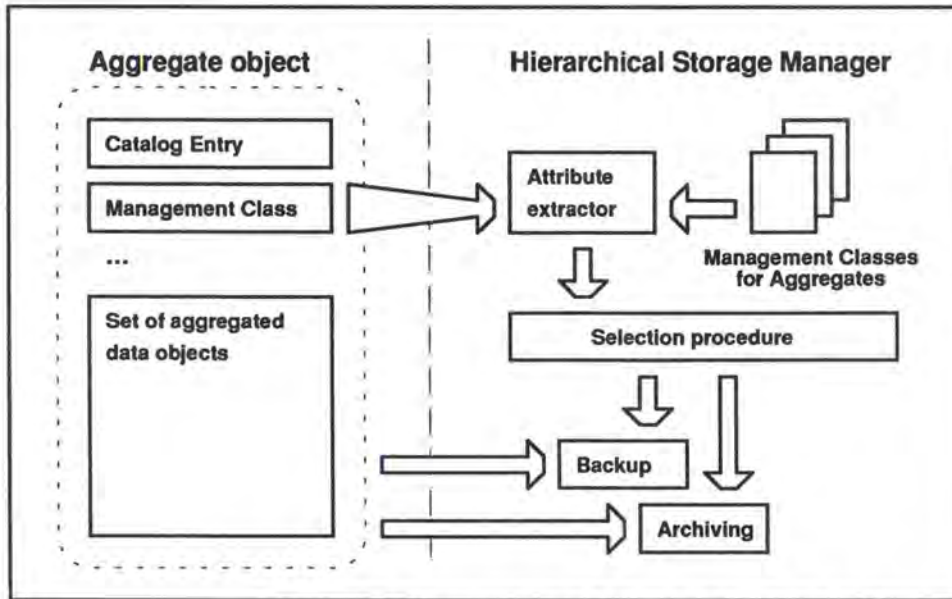 Aggregate object
Catalog Entry
Management Class
...
Set of aggregated
data objects
Hierarchical Storage Manager
Attribute
extractor
Management Classes
for Aggregates
Selection procedure
Backup
Archiving